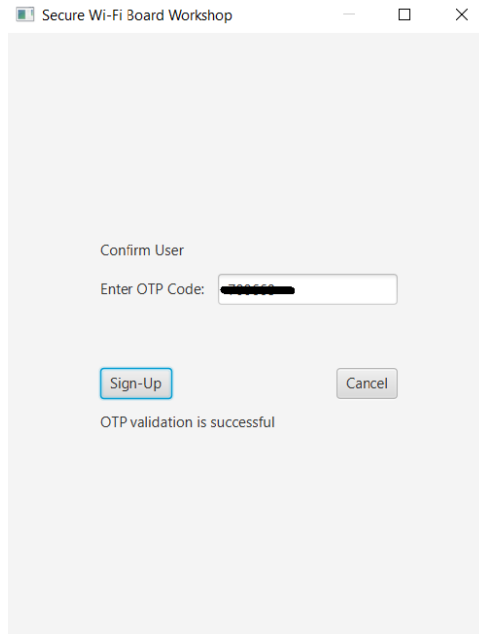 Secure Wi-Fi Board Workshop
Confirm User
Enter OTP Code:
Sign-Up Cancel
OTP validation is successful